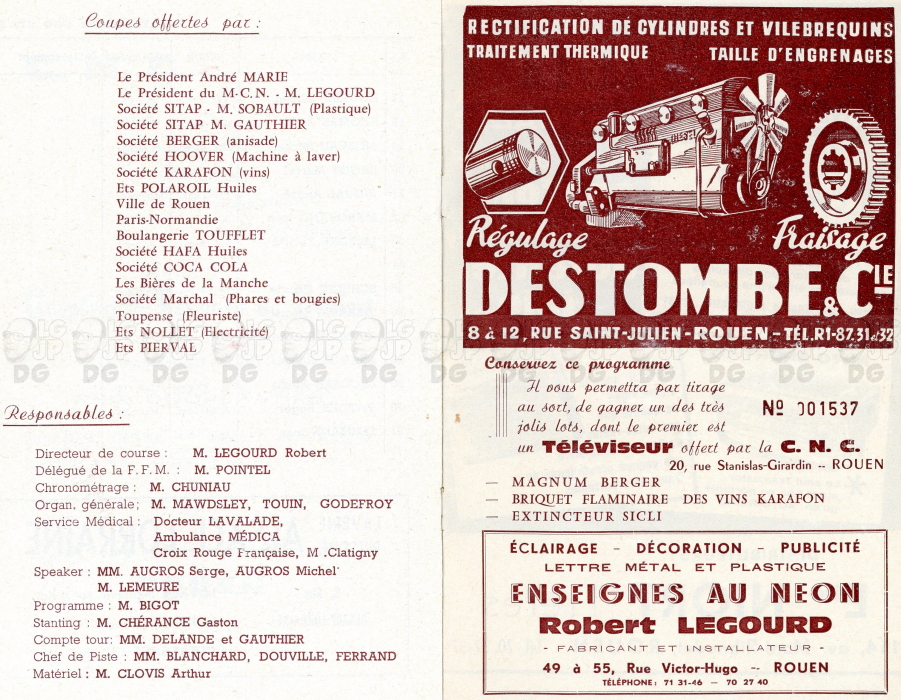 Coupes offertes par :
Le Président André MARIE
Le Président du M·C.N. - M. LEGOURD
Société SITAP - M. SOBAULT (Plastique)
Société SITAP M. GAUTHIER
Société BERGER (anisade)
Société HOOVER (Machine à laver)
Société KARAFON (vins)
Ets POLAROIL Huiles
Ville de Rouen
Paris-Normandie
Boulangerie TOUFFLET
Société HAFA Huiles
Société COCA COLA
Les Bières de la Manche
Société Marchal (Phares et bougies)
Toupense (Fleuriste)
Ets NOLLET (Electricité)
Ets PIERVAL
Responsables :
Directeur de course : M. LEGOURD Robert
Délégué de la F.F.M. : M. POINTEL
Chronométrage : M. CHUNIAU
Organ, générale; M. MAWDSLEY, TOUIN, GODEFROY
Service Médical : Docteur LAVALADE,
Ambulance MÉDICA
Croix Rouge Française, M .Clatigny
Speaker : MM. AUGROS Serge, AUGROS Michel
M. LEMEURE
Programme : M. BIGOT
Stanting : M. CHÉRANCE Gaston
Compte tour: MM. DELANDE et GAUTHIER
Chef de Piste : MM. BLANCHARD, DOUVILLE, FERRAND
Matériel : M. CLOVIS Arthur
RECTIFICATION DE CYLINDRES ET VILEBREQUINS
TRAITEMENT THERMIQUE TAILLE D'ENGRENAGES
DIESEL
Régulage Fraisage
DESTOMBE & CIE
8 à 12, RUE SAINT-JULIEN - ROUEN - TÉL. R1-87.31 et 32
Conservez ce programme
Il vous permettra par tirage
au sort, de gagner un des très
jolis lots, dont le premier est
Nº 001537
un Téléviseur offert par la C. N. C.
20, rue Stanislas-Girardin -- ROUEN
— MAGNUM BERGER
— BRIQUET FLAMINAIRE DES VINS KARAFON
— EXTINCTEUR SICLI
ÉCLAIRAGE - DÉCORATION - PUBLICITÉ
LETTRE MÉTAL ET PLASTIQUE
ENSEIGNES AU NEON
Robert LEGOURD
- FABRICANT ET INSTALLATEUR -
49 à 55, Rue Victor-Hugo -- ROUEN
TÉLÉPHONE : 71 31-46 — 70 27 40
LG JP DG